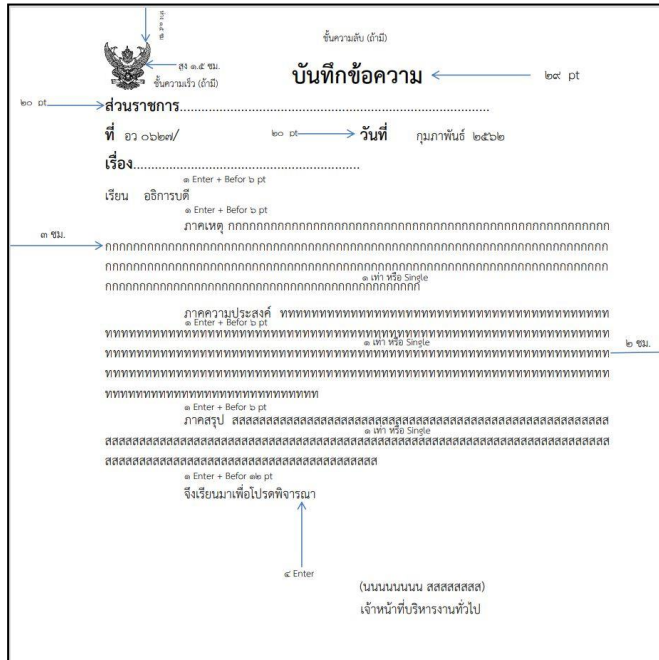 ชั้นความลับ (ถ้ามี)
สูง ๑.๕ ซม.
ชั้นความเร็ว (ถ้ามี)
บันทึกข้อความ
๒๙ pt
๒๐ pt
ส่วนราชการ.....................................................................................
ที่ อว ๐๖๒๗/
๒๐ pt
วันที่ กุมภาพันธ์ ๒๕๖๒
เรื่อง..............................................................
๑ Enter + Befor ๖ pt
เรียน อธิการบดี
๑ Enter + Befor ๖ pt
ภาคเหตุ กกกกกกกกกกกกกกกกกกกกกกกกกกกกกกกกกกกกกกกกกกกกกกกกกกกกก
๓ ซม.
กกกกกกกกกกกกกกกกกกกกกกกกกกกกกกกกกกกกกกกกกกกกกกกกกกกกกกกกกกกกกกกกกกกกกก
กกกกกกกกกกกกกกกกกกกกกกกกกกกกกกกกกกกกกกกกกกกกกกกกกกกกกกกกกกกกกกกกกกกกกก
๑ เท่า หรือ Single
กกกกกกกกกกกกกกกกกกกกกกกกกกกกกกกกกกกกกกกกกกกก
ภาคความประสงค์ ททททททททททททททททททททททททททททททททททททททททท
๑ Enter + Befor ๖ pt
ททททททททททททททททททททททททททททททททททททททททททททททททททททททททททททททท
๑ เท่า หรือ Single
ททททททททททททททททททททททททททททททททททททททททททททททททททททททททททททททท
๒ ซม.
ททททททททททททททททททททททททททททททททททททททททททททททททททททททททททททททท
ททททททททททททททททททททททททททท
๑ Enter + Befor ๖ pt
ภาคสรุป สสสสสสสสสสสสสสสสสสสสสสสสสสสสสสสสสสสสสสสสสสสสสสสส
๑ เท่า หรือ Single
สสสสสสสสสสสสสสสสสสสสสสสสสสสสสสสสสสสสสสสสสสสสสสสสสสสสสสสสสสสสสสสส
สสสสสสสสสสสสสสสสสสสสสสสสสสสสสสสสสส
๑ Enter + Befor ๑๒ pt
จึงเรียนมาเพื่อโปรดพิจารณา
๔ Enter
(นนนนนนนน สสสสสสสส)
เจ้าหน้าที่บริหารงานทั่วไป